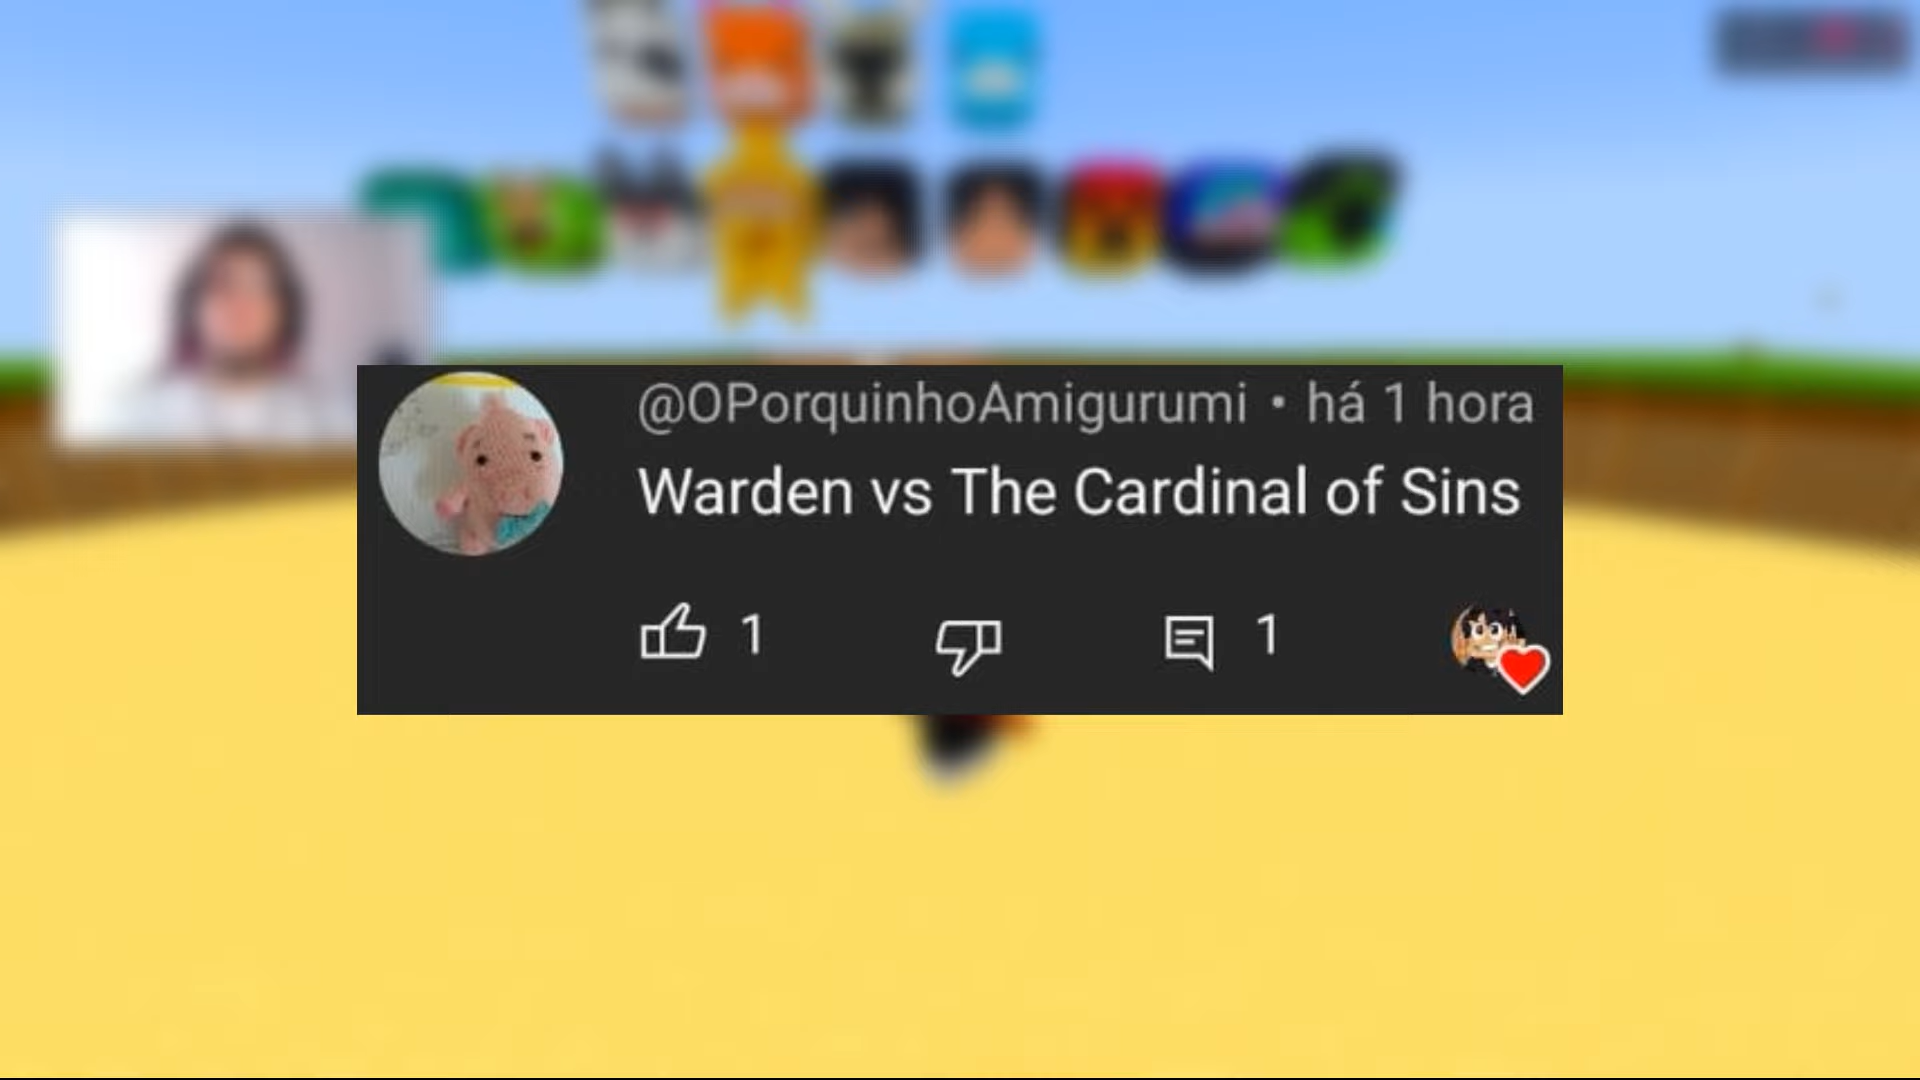 @OPorquinhoAmigurumi • há 1 hora
Warden vs The Cardinal of Sins
1 1